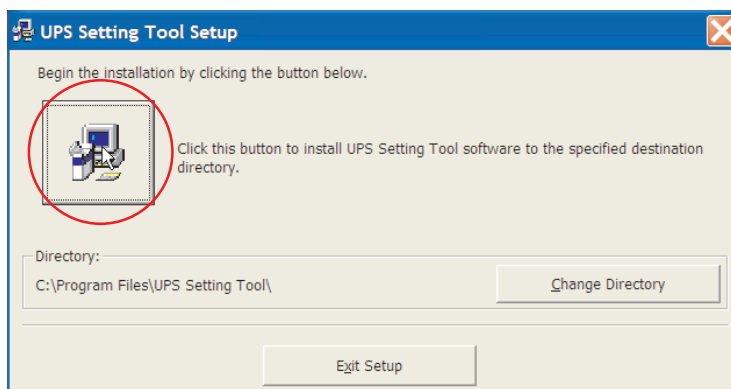 UPS Setting Tool Setup
Begin the installation by clicking the button below.
Click this button to install UPS Setting Tool software to the specified destination
directory.
Directory:
C:\Program Files\UPS Setting Tool\
Change Directory
Exit Setup